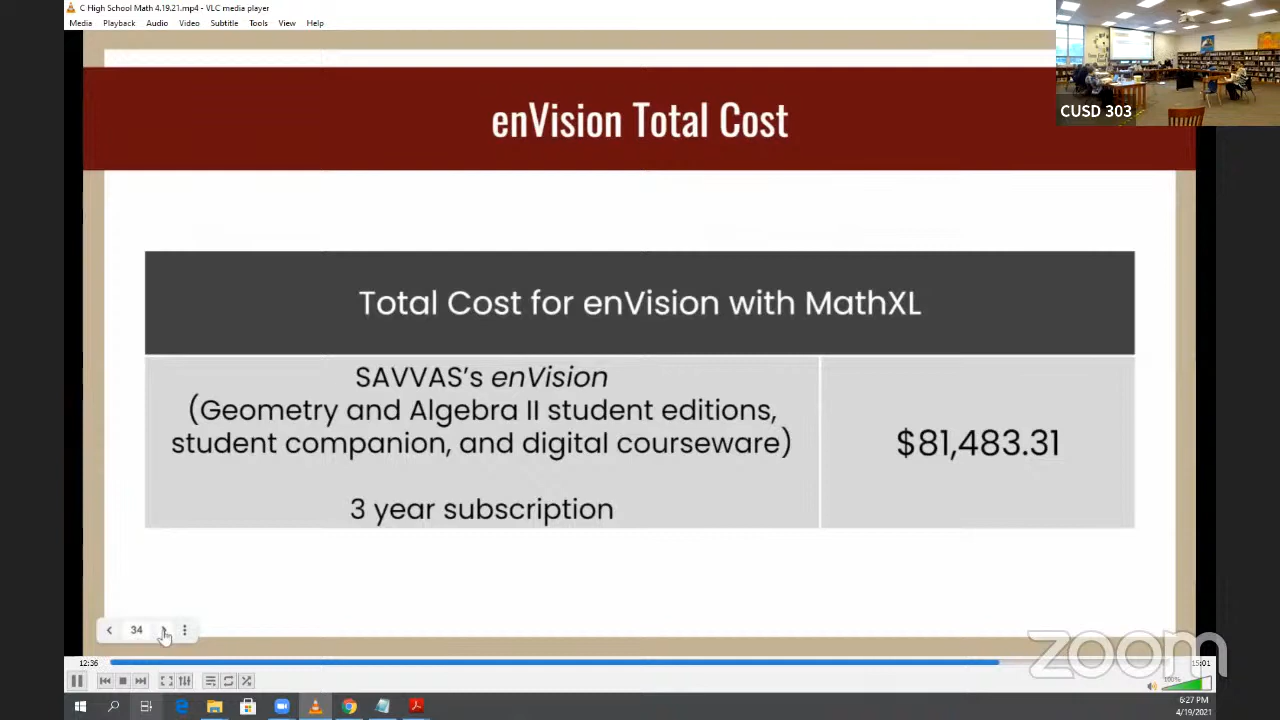 C High School Math 4.19.21.mp4 - VLC media player
Media Playback Audio Video Subtitle Tools View Help
CUSD 303
enVision Total Cost
Total Cost for enVision with MathXL
SAVVAS's enVision
(Geometry and Algebra II student editions,
student companion, and digital courseware)
3 year subscription
$81,483.31
34
zoom
12:36
15:01
100%
6:27 PM
4/19/2021